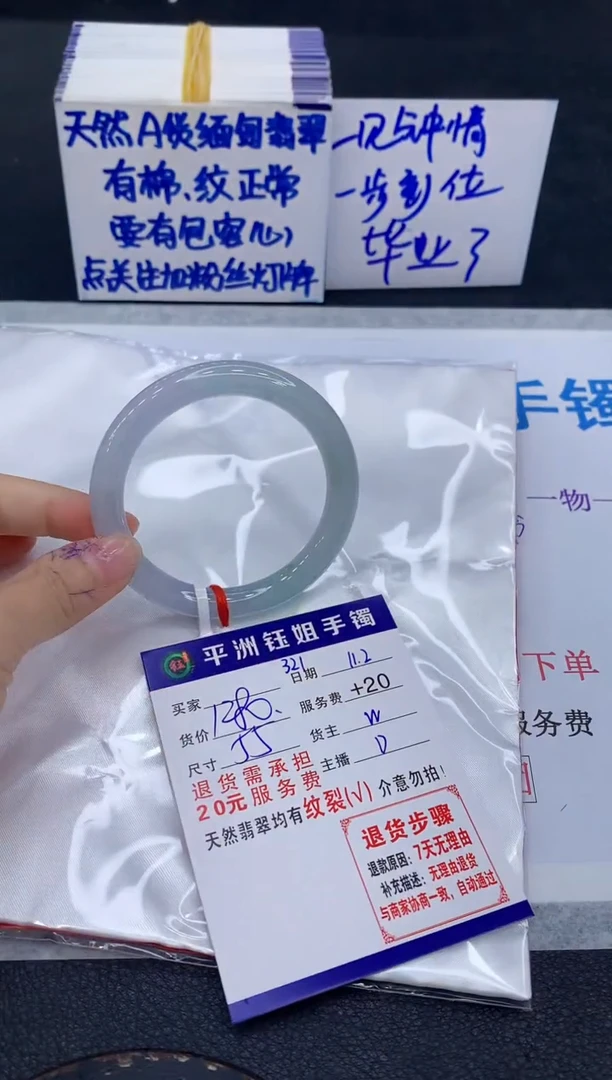 天然A货缅甸翡翠
有棉、纹正常
要有包容心
点关注加粉丝灯牌
一见钟情
一步到位
毕业了
手镯
一物一
下单
服务费
平洲钰姐手镯
321
买家
日期 11.2
货价
服务费 +20
尺寸
货主 W
主播 D
退货需承担
20元服务费
天然翡翠均有纹裂(√)介意勿拍!
退货步骤
退款原因:7天无理由
补充描述:无理由退货
与商家协商一致,自动通过